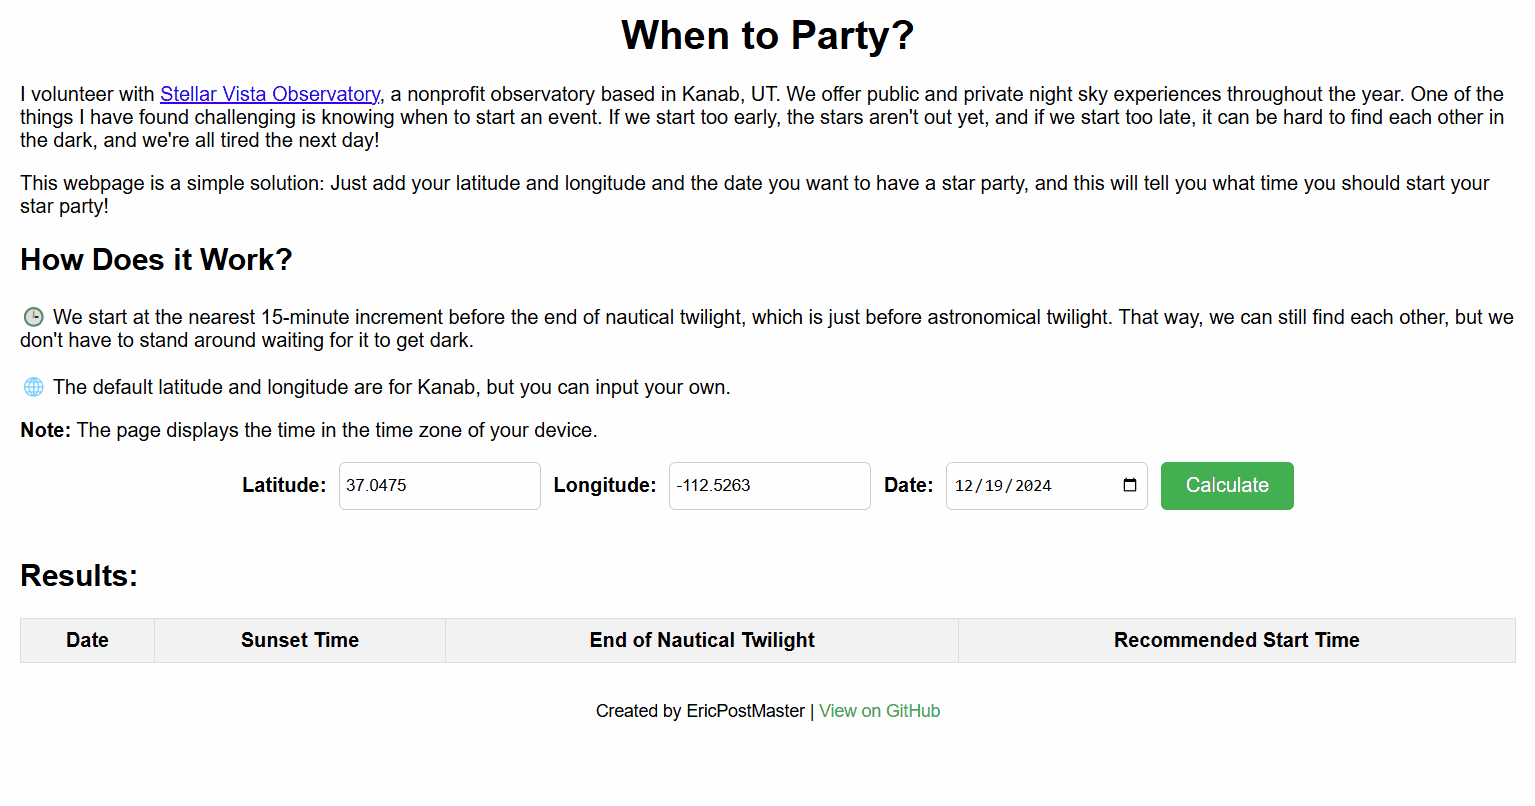 When to Party?
I volunteer with Stellar Vista Observatory, a nonprofit observatory based in Kanab, UT. We offer public and private night sky experiences throughout the year. One of the
things I have found challenging is knowing when to start an event. If we start too early, the stars aren't out yet, and if we start too late, it can be hard to find each other in
the dark, and we're all tired the next day!
This webpage is a simple solution: Just add your latitude and longitude and the date you want to have a star party, and this will tell you what time you should start your
star party!
How Does it Work?
We start at the nearest 15-minute increment before the end of nautical twilight, which is just before astronomical twilight. That way, we can still find each other, but we
don't have to stand around waiting for it to get dark.
The default latitude and longitude are for Kanab, but you can input your own.
Note: The page displays the time in the time zone of your device.
Latitude: 37.0475 Longitude: -112.5263 Date: 12/19/2024 Calculate
Results:
Date Sunset Time End of Nautical Twilight Recommended Start Time
Created by EricPostMaster | View on GitHub